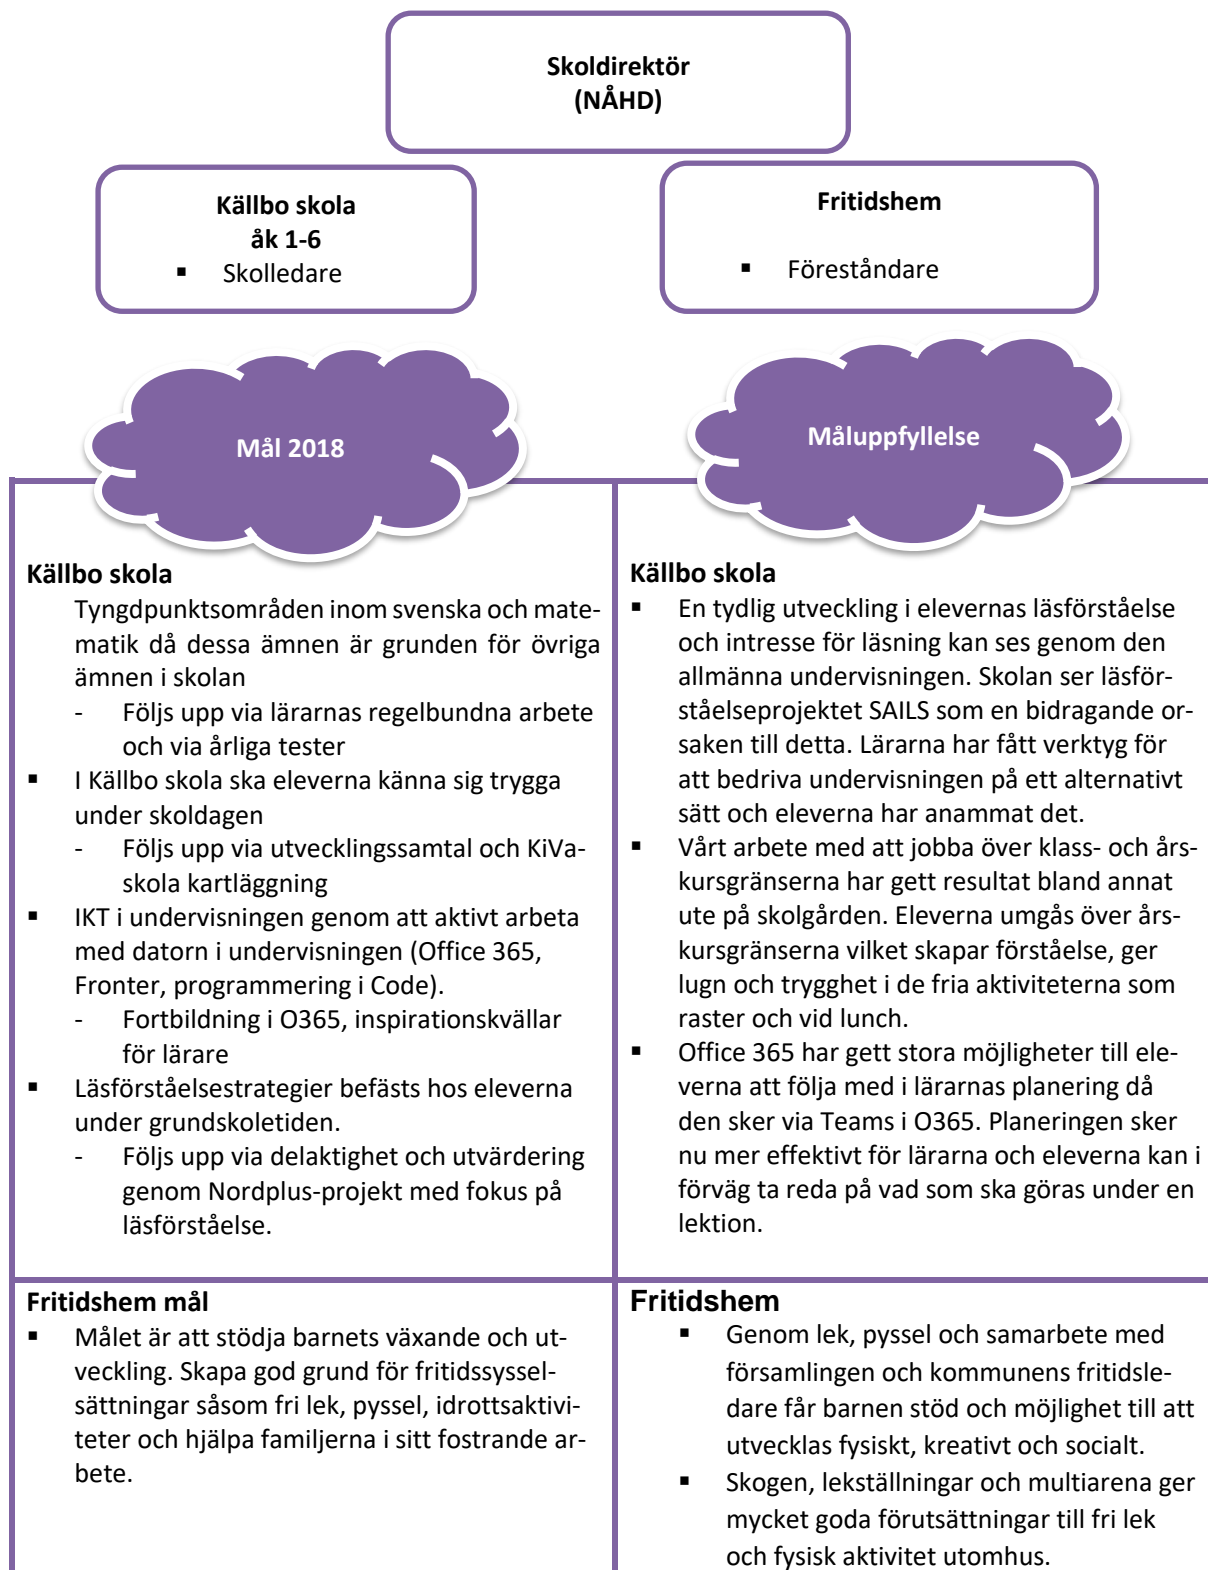 Skoldirektör
(NÅHD)
Källbo skola
åk 1-6
▪ Skolledare
Fritidshem
▪ Föreståndare
Mål 2018
Måluppfyllelse
Källbo skola
Tyngdpunktsområden inom svenska och mate-
matik då dessa ämnen är grunden för övriga
ämnen i skolan
- Följs upp via lärarnas regelbundna arbete
och via årliga tester
▪ I Källbo skola ska eleverna känna sig trygga
under skoldagen
- Följs upp via utvecklingssamtal och KiVa-
skola kartläggning
▪ IKT i undervisningen genom att aktivt arbeta
med datorn i undervisningen (Office 365,
Fronter, programmering i Code).
- Fortbildning i O365, inspirationskvällar
för lärare
▪ Läsförståelsestrategier befästs hos eleverna
under grundskoletiden.
- Följs upp via delaktighet och utvärdering
genom Nordplus-projekt med fokus på
läsförståelse.
Källbo skola
▪ En tydlig utveckling i elevernas läsförståelse
och intresse för läsning kan ses genom den
allmänna undervisningen. Skolan ser läsför-
ståelseprojektet SAILS som en bidragande or-
saken till detta. Lärarna har fått verktyg för
att bedriva undervisningen på ett alternativt
sätt och eleverna har anammat det.
▪ Vårt arbete med att jobba över klass- och års-
kursgränserna har gett resultat bland annat
ute på skolgården. Eleverna umgås över års-
kursgränserna vilket skapar förståelse, ger
lugn och trygghet i de fria aktiviteterna som
raster och vid lunch.
▪ Office 365 har gett stora möjligheter till ele-
verna att följa med i lärarnas planering då
den sker via Teams i O365. Planeringen sker
nu mer effektivt för lärarna och eleverna kan i
förväg ta reda på vad som ska göras under en
lektion.
Fritidshem mål
▪ Målet är att stödja barnets växande och ut-
veckling. Skapa god grund för fritidssyssel-
sättningar såsom fri lek, pyssel, idrottsaktivi-
teter och hjälpa familjerna i sitt fostrande ar-
bete.
Fritidshem
▪ Genom lek, pyssel och samarbete med
församlingen och kommunens fritidsle-
dare får barnen stöd och möjlighet till att
utvecklas fysiskt, kreativt och socialt.
▪ Skogen, lekställningar och multiarena ger
mycket goda förutsättningar till fri lek
och fysisk aktivitet utomhus.